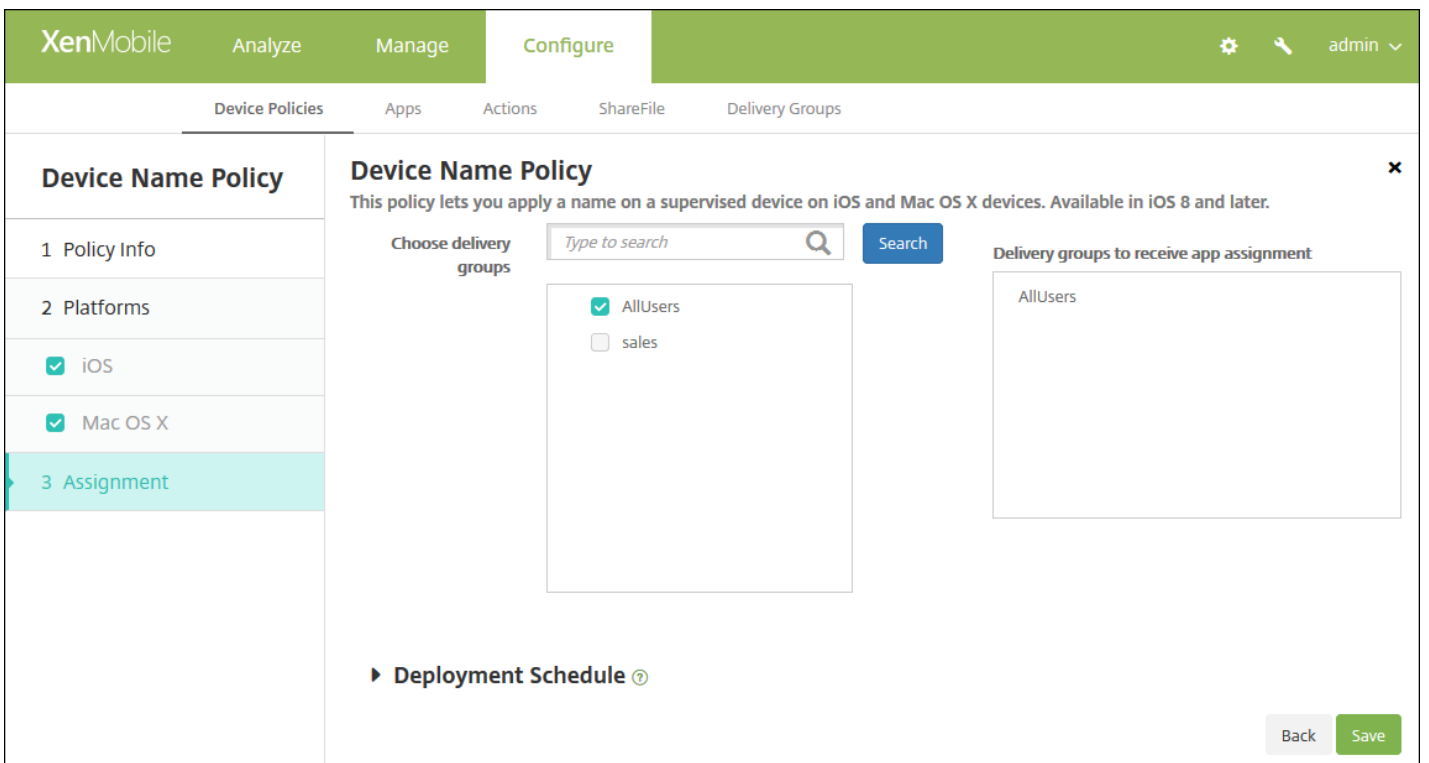 XenMobile Analyze Manage Configure admin
Device Policies Apps Actions ShareFile Delivery Groups
Device Name Policy
1 Policy Info
2 Platforms
iOS
Mac OS X
3 Assignment
Device Name Policy
This policy lets you apply a name on a supervised device on iOS and Mac OS X devices. Available in iOS 8 and later.
Choose delivery
groups
Type to search
Search
AllUsers
sales
Delivery groups to receive app assignment
AllUsers
Deployment Schedule ?
Back Save